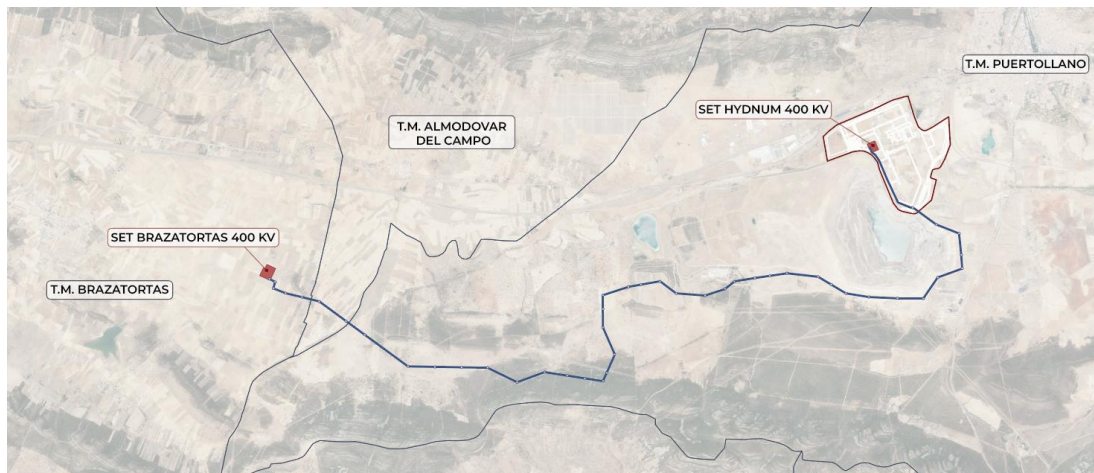 T.M. PUERTOLLANO
SET HYDNUM 400 KV
T.M. ALMODOVAR
DEL CAMPO
SET BRAZATORTAS 400 KV
T.M. BRAZATORTAS